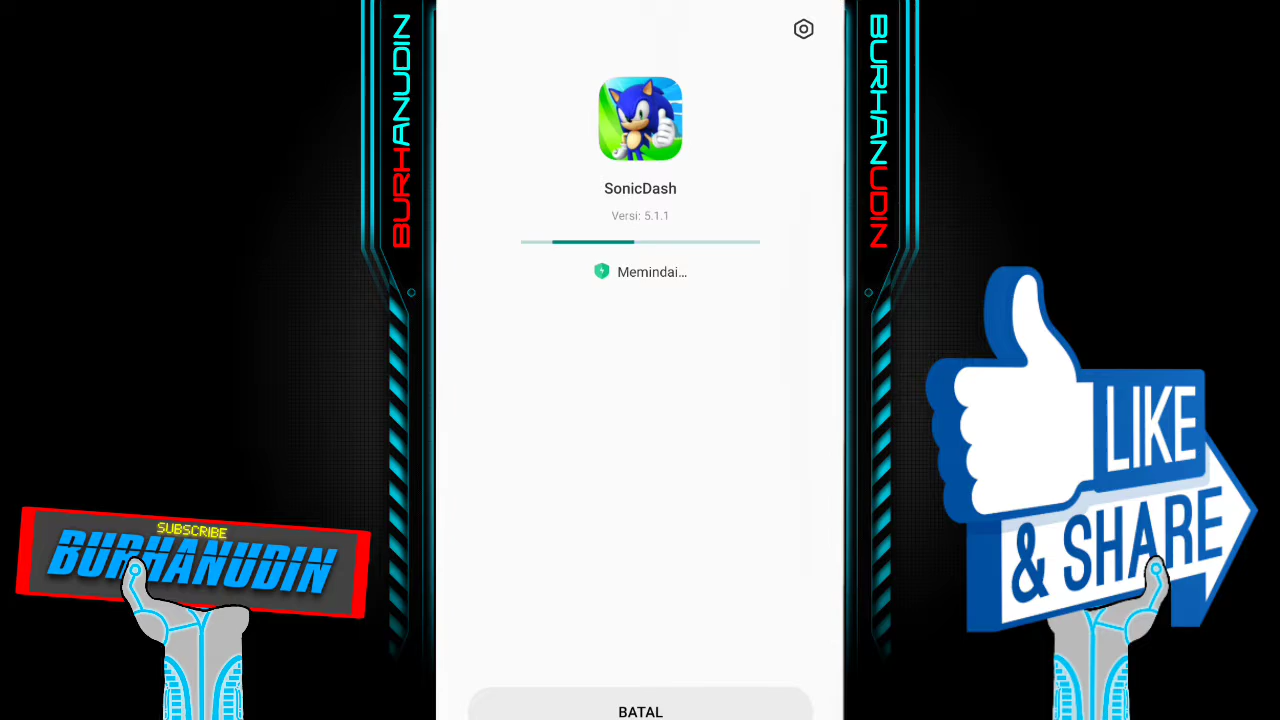 BURHANUDIN
BURHANUDIN
SonicDash
Versi: 5.1.1
Memindai...
SUBSCRIBE
BURHANUDIN
LIKE
& SHARE
BATAL